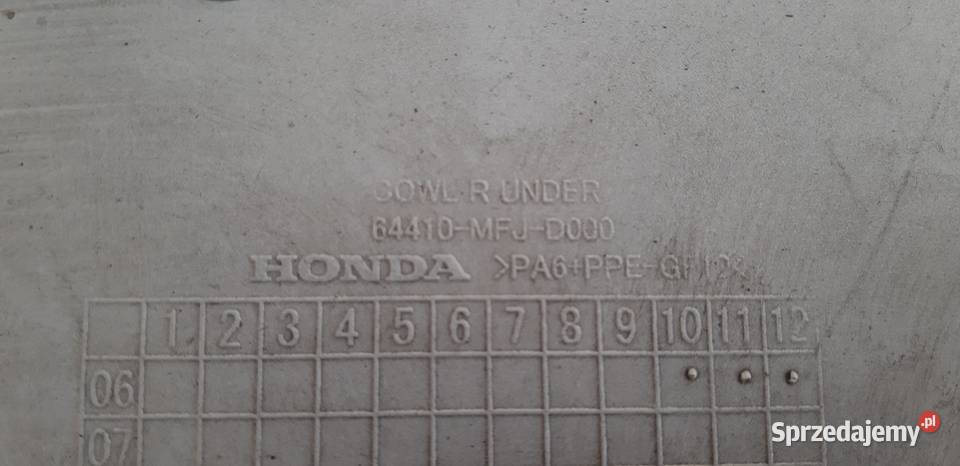 COWL·R UNDER
64410-MFJ-D000
HONDA >PA6+PPE-GF12<
1 2 3 4 5 6 7 8 9 10 11 12
06
07
Sprzedajemy.pl